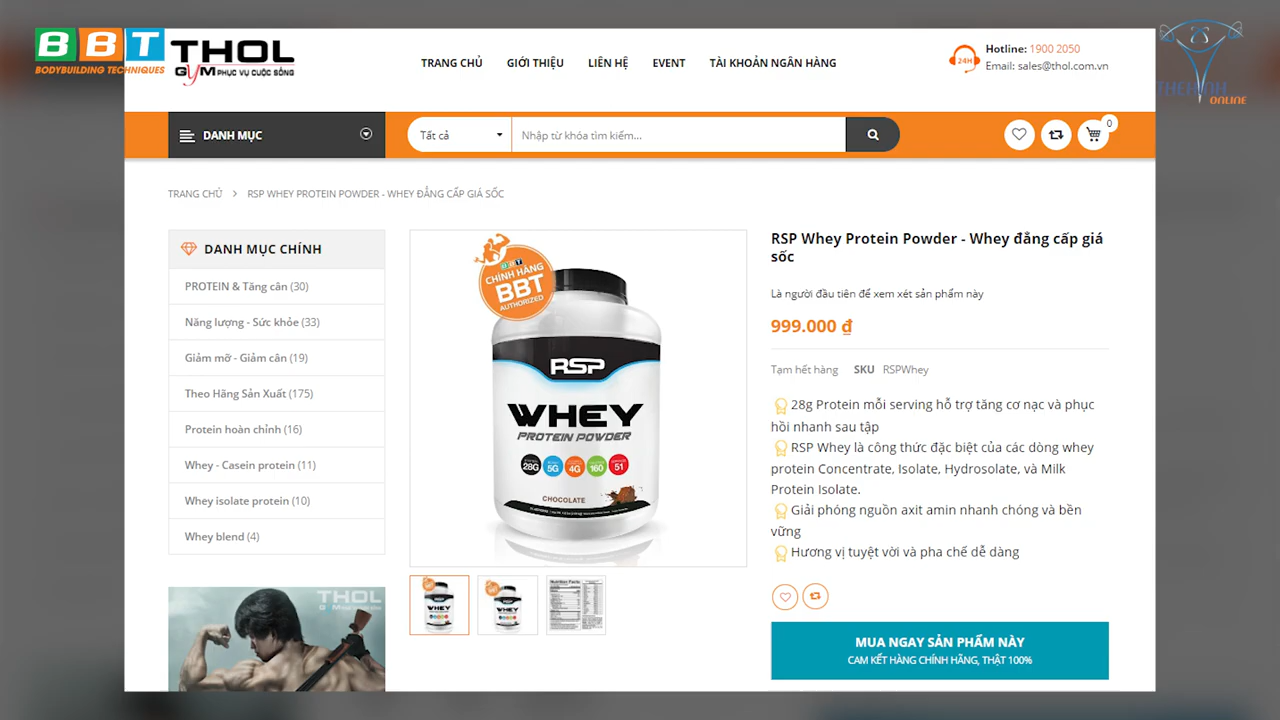 BBT
BODYBUILDING TECHNIQUES
THOL
GYM PHỤC VỤ CUỘC SỐNG
TRANG CHỦ
GIỚI THIỆU
LIÊN HỆ
EVENT
TÀI KHOẢN NGÂN HÀNG
24H
Hotline: 1900 2050
Email: sales@thol.com.vn
ONLINE
DANH MỤC
Tất cả
Nhập từ khóa tìm kiếm...
0
TRANG CHỦ > RSP WHEY PROTEIN POWDER - WHEY ĐẲNG CẤP GIÁ SỐC
DANH MỤC CHÍNH
PROTEIN & Tăng cân (30)
Năng lượng - Sức khỏe (33)
Giảm mỡ - Giảm cân (19)
Theo Hãng Sản Xuất (175)
Protein hoàn chỉnh (16)
Whey - Casein protein (11)
Whey isolate protein (10)
Whey blend (4)
THOL
BBT
CHÍNH HÃNG
BBT
AUTHORIZED
RSP
WHEY
PROTEIN POWDER
28G
5G
4G
160
51
CHOCOLATE
RSP Whey Protein Powder - Whey đẳng cấp giá
sốc
Là người đầu tiên để xem xét sản phẩm này
999.000 ₫
Tạm hết hàng SKU RSPWhey
28g Protein mỗi serving hỗ trợ tăng cơ nạc và phục
hồi nhanh sau tập
RSP Whey là công thức đặc biệt của các dòng whey
protein Concentrate, Isolate, Hydrosolate, và Milk
Protein Isolate.
Giải phóng nguồn axit amin nhanh chóng và bền
vững
Hương vị tuyệt vời và pha chế dễ dàng
MUA NGAY SẢN PHẨM NÀY
CAM KẾT HÀNG CHÍNH HÃNG, THẬT 100%